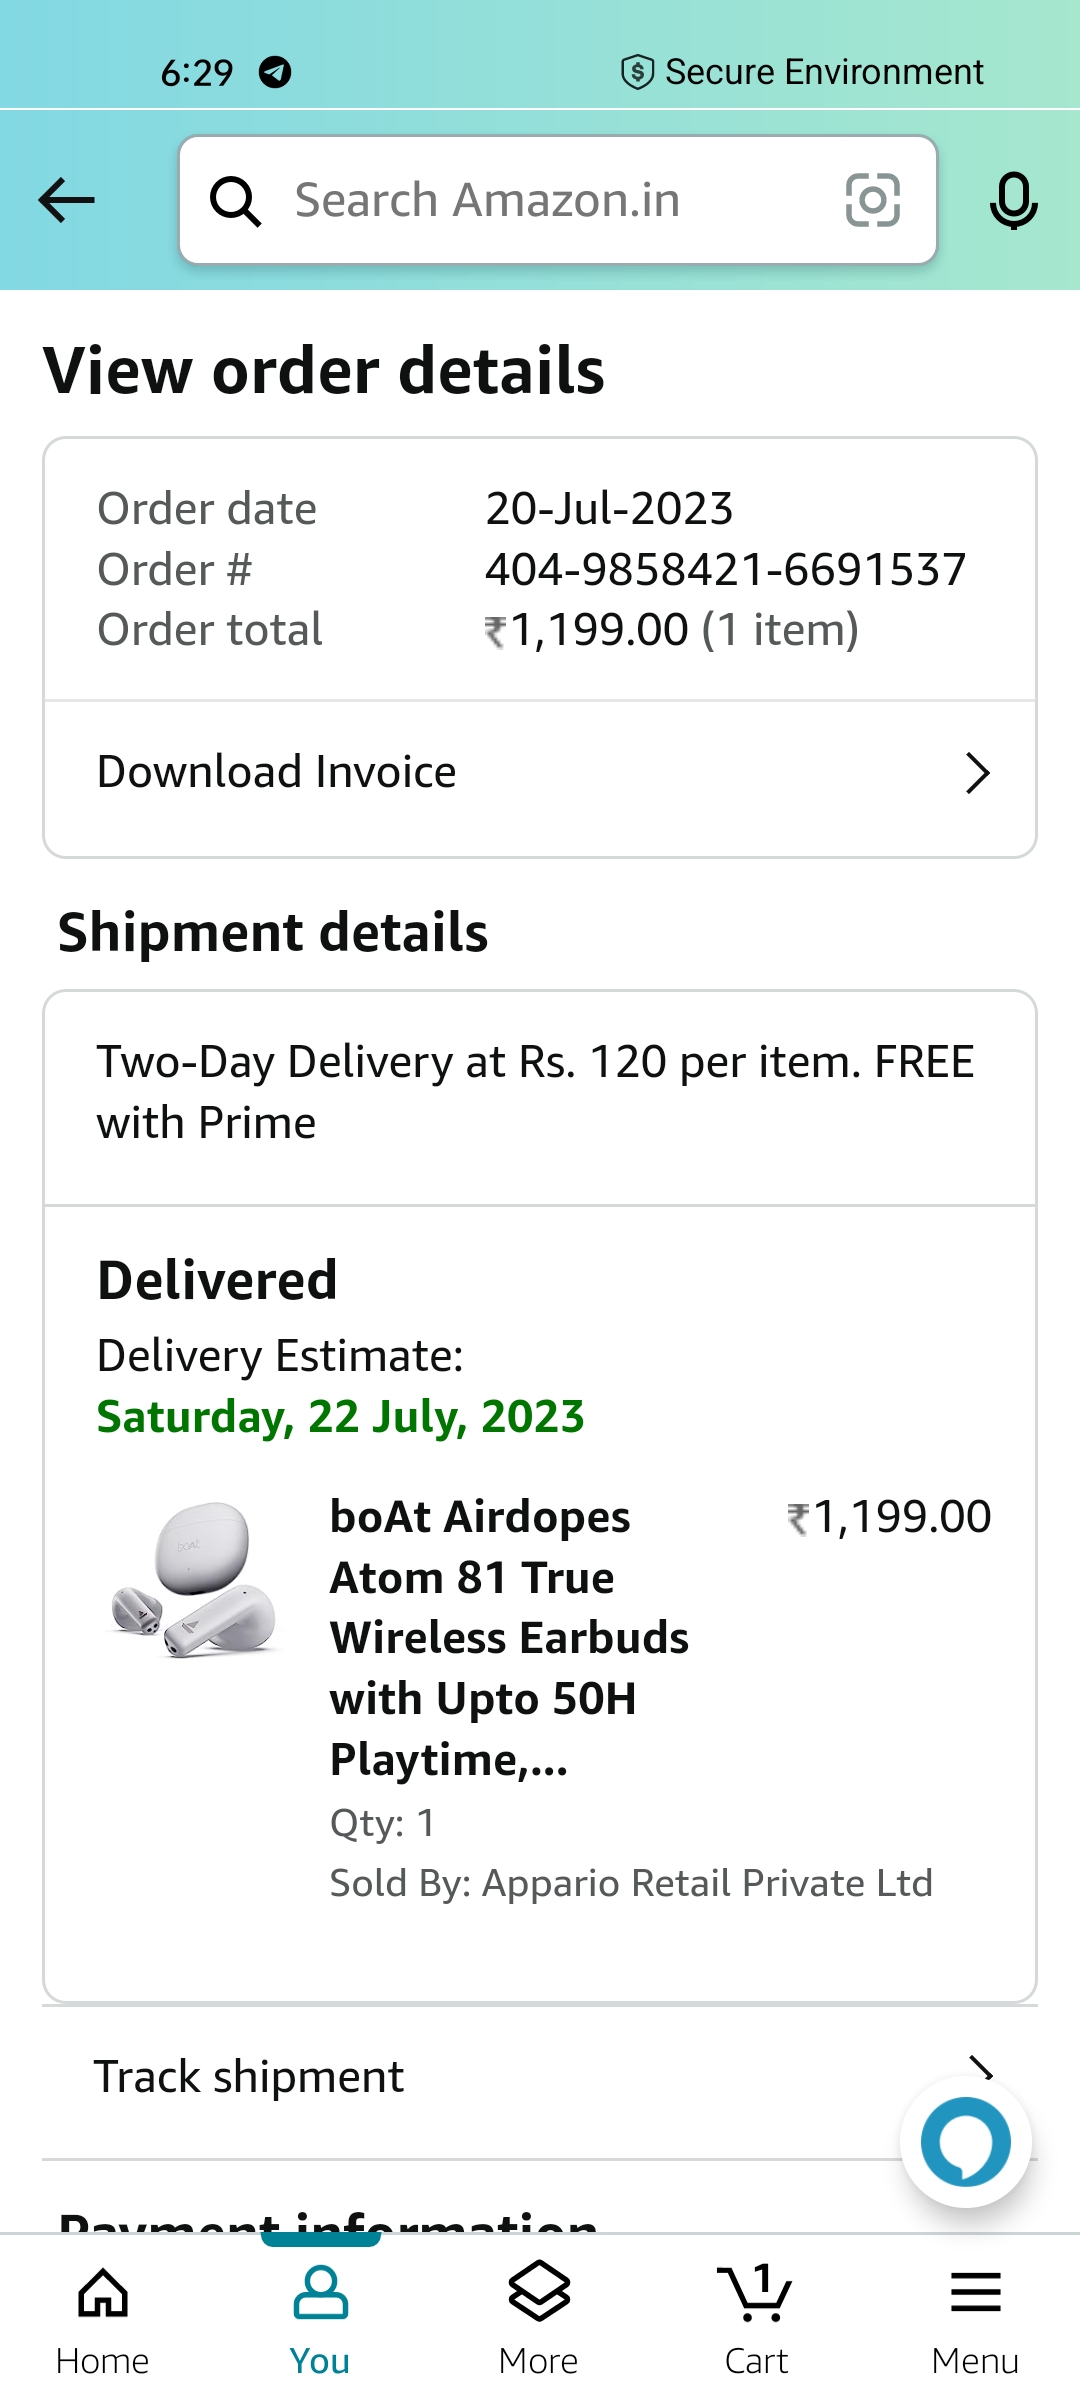 6:29
Secure Environment
Search Amazon.in
View order details
Order date 20-Jul-2023
Order # 404-9858421-6691537
Order total ₹1,199.00 (1 item)
Download Invoice
Shipment details
Two-Day Delivery at Rs. 120 per item. FREE
with Prime
Delivered
Delivery Estimate:
Saturday, 22 July, 2023
boAt
boAt Airdopes ₹1,199.00
Atom 81 True
Wireless Earbuds
with Upto 50H
Playtime,...
Qty: 1
Sold By: Appario Retail Private Ltd
Track shipment
Payment information
1
Home You More Cart Menu